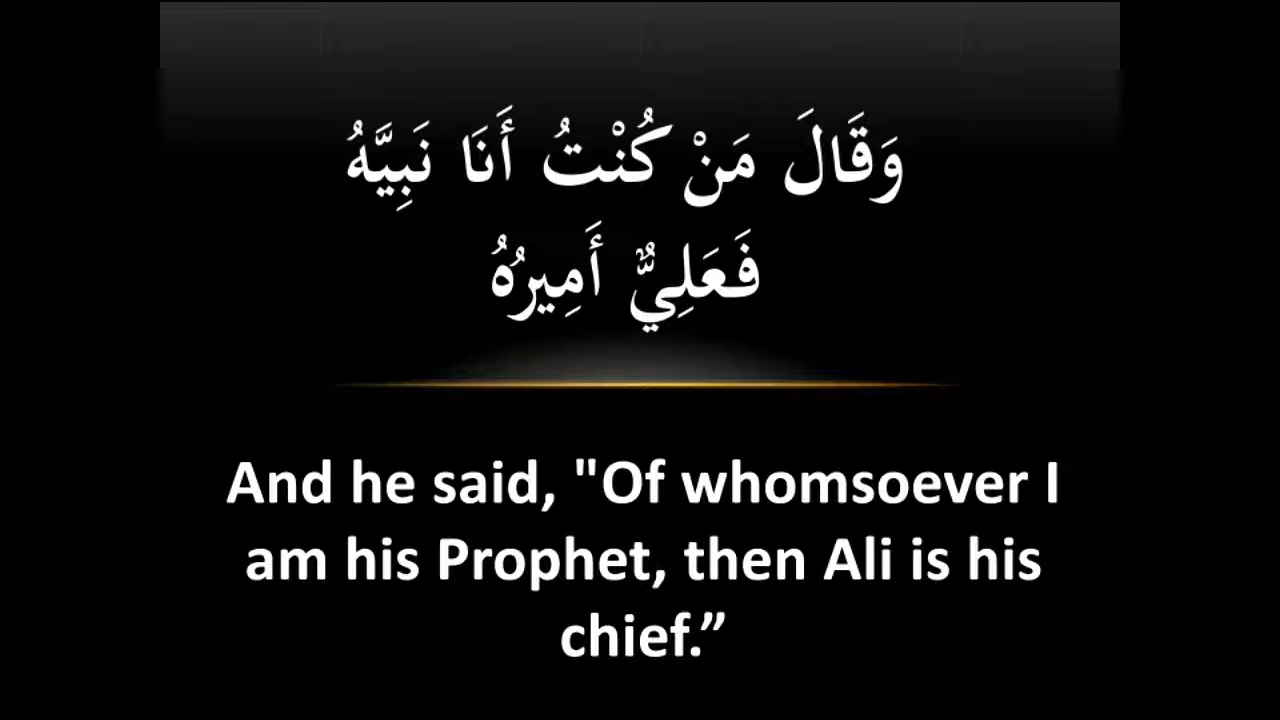 وَقَالَ مَنْ كُنْتُ أَنَا نَبِيَّهُ
فَعَلِيٌّ أَمِيرُهُ
And he said, "Of whomsoever I
am his Prophet, then Ali is his
chief.”